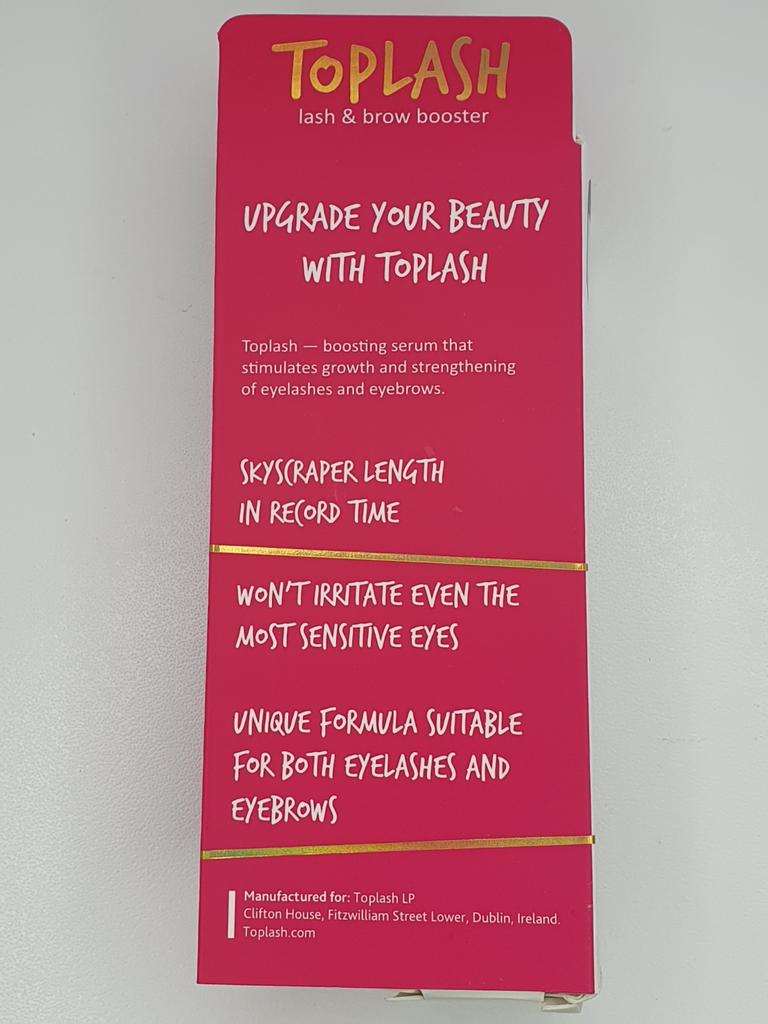 TOPLASH
lash & brow booster
UPGRADE YOUR BEAUTY
WITH TOPLASH
Toplash — boosting serum that
stimulates growth and strengthening
of eyelashes and eyebrows.
SKYSCRAPER LENGTH
IN RECORD TIME
WON'T IRRITATE EVEN THE
MOST SENSITIVE EYES
UNIQUE FORMULA SUITABLE
FOR BOTH EYELASHES AND
EYEBROWS
Manufactured for: Toplash LP
Clifton House, Fitzwilliam Street Lower, Dublin, Ireland.
Toplash.com